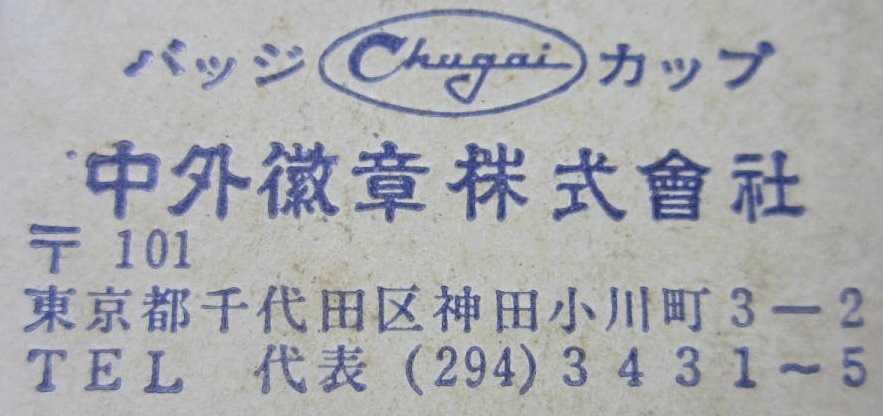 バッジ Chugai カップ
中外徽章株式會社
〒101
東京都千代田区神田小川町3―2
TEL 代表(294)3431～5